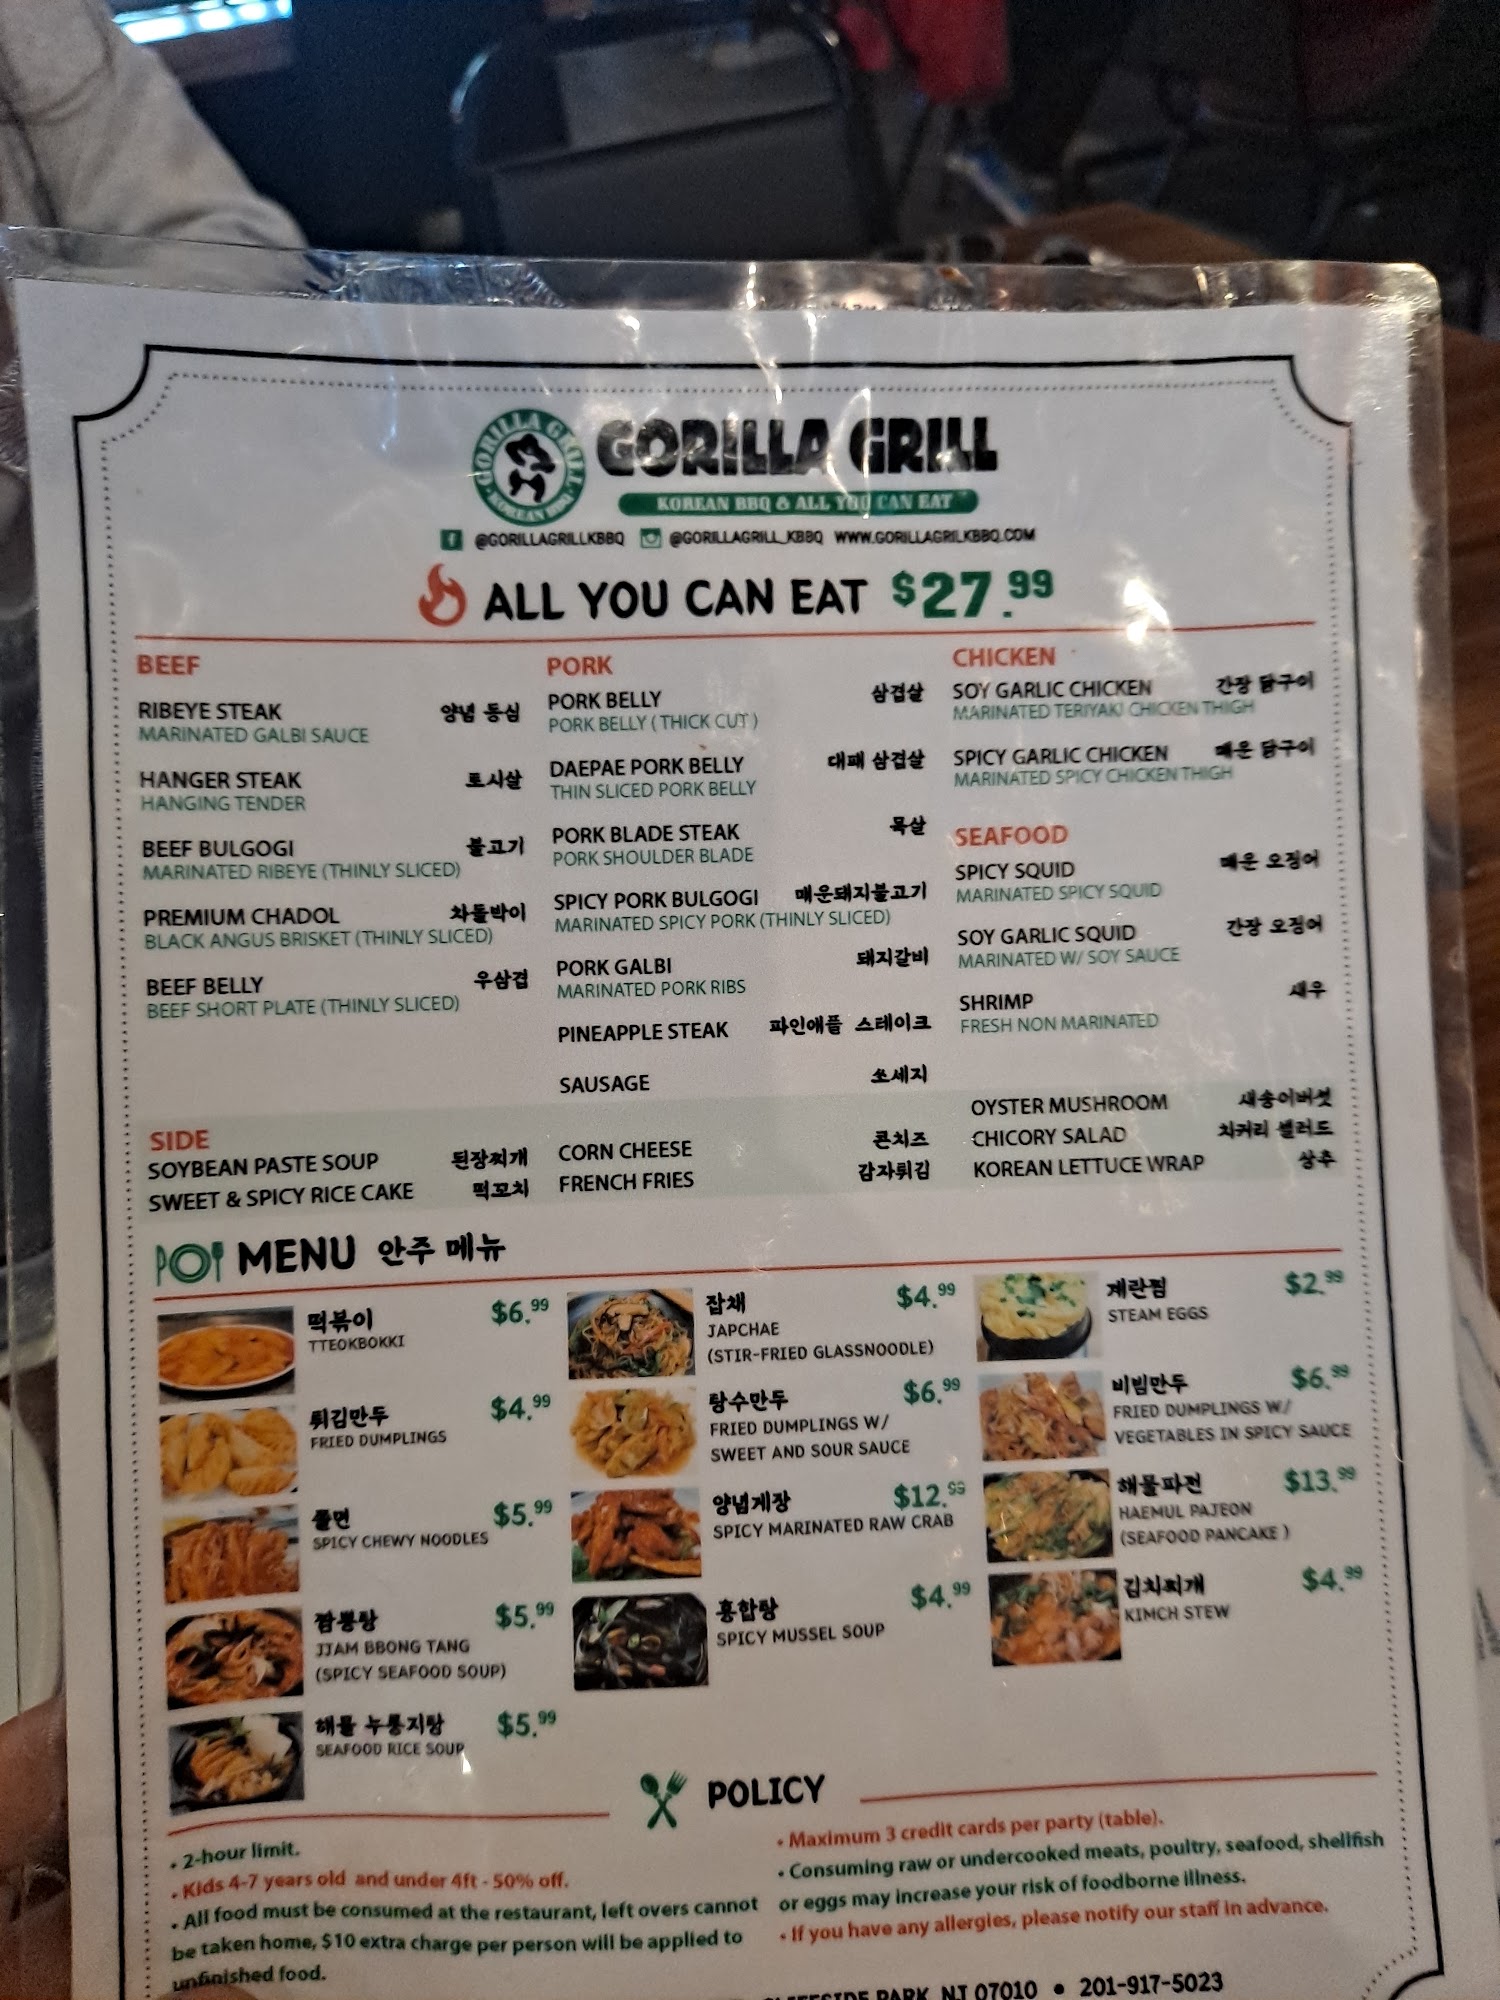 GORILLA GRILL
KOREAN BBQ
GORILLA GRILL
KOREAN BBQ & ALL YOU CAN EAT
@GORILLAGRILLKBBQ @GORILLAGRILL_KBBQ WWW.GORILLAGRILKBBQ.COM
ALL YOU CAN EAT $27.99
BEEF
RIBEYE STEAK 양념 등심
MARINATED GALBI SAUCE
HANGER STEAK 토시살
HANGING TENDER
BEEF BULGOGI 불고기
MARINATED RIBEYE (THINLY SLICED)
PREMIUM CHADOL 차돌박이
BLACK ANGUS BRISKET (THINLY SLICED)
BEEF BELLY 우삼겹
BEEF SHORT PLATE (THINLY SLICED)
PORK
PORK BELLY 삼겹살
PORK BELLY ( THICK CUT )
DAEPAE PORK BELLY 대패 삼겹살
THIN SLICED PORK BELLY
PORK BLADE STEAK 목살
PORK SHOULDER BLADE
SPICY PORK BULGOGI 매운돼지불고기
MARINATED SPICY PORK (THINLY SLICED)
PORK GALBI 돼지갈비
MARINATED PORK RIBS
PINEAPPLE STEAK 파인애플 스테이크
SAUSAGE 쏘세지
CHICKEN
SOY GARLIC CHICKEN 간장 닭구이
MARINATED TERIYAKI CHICKEN THIGH
SPICY GARLIC CHICKEN 매운 닭구이
MARINATED SPICY CHICKEN THIGH
SEAFOOD
SPICY SQUID 매운 오징어
MARINATED SPICY SQUID
SOY GARLIC SQUID 간장 오징어
MARINATED W/ SOY SAUCE
SHRIMP 새우
FRESH NON MARINATED
SIDE
SOYBEAN PASTE SOUP 된장찌개
SWEET & SPICY RICE CAKE 떡꼬치
CORN CHEESE 콘치즈
FRENCH FRIES 감자튀김
OYSTER MUSHROOM 새송이버섯
CHICORY SALAD 치커리 샐러드
KOREAN LETTUCE WRAP 상추
MENU 안주 메뉴
떡볶이 $6.99
TTEOKBOKKI
튀김만두 $4.99
FRIED DUMPLINGS
쫄면 $5.99
SPICY CHEWY NOODLES
짬뽕탕 $5.99
JJAM BBONG TANG
(SPICY SEAFOOD SOUP)
해물 누룽지탕 $5.99
SEAFOOD RICE SOUP
잡채 $4.99
JAPCHAE
(STIR-FRIED GLASSNOODLE)
탕수만두 $6.99
FRIED DUMPLINGS W/
SWEET AND SOUR SAUCE
양념게장 $12.99
SPICY MARINATED RAW CRAB
홍합탕 $4.99
SPICY MUSSEL SOUP
계란찜 $2.99
STEAM EGGS
비빔만두 $6.99
FRIED DUMPLINGS W/
VEGETABLES IN SPICY SAUCE
해물파전 $13.99
HAEMUL PAJEON
(SEAFOOD PANCAKE )
김치찌개 $4.99
KIMCH STEW
POLICY
• 2-hour limit.
• Kids 4-7 years old and under 4ft - 50% off.
• All food must be consumed at the restaurant, left overs cannot
be taken home, $10 extra charge per person will be applied to
unfinished food.
• Maximum 3 credit cards per party (table).
• Consuming raw or undercooked meats, poultry, seafood, shellfish
or eggs may increase your risk of foodborne illness.
• If you have any allergies, please notify our staff in advance.
PARK, NJ 07010 • 201-917-5023